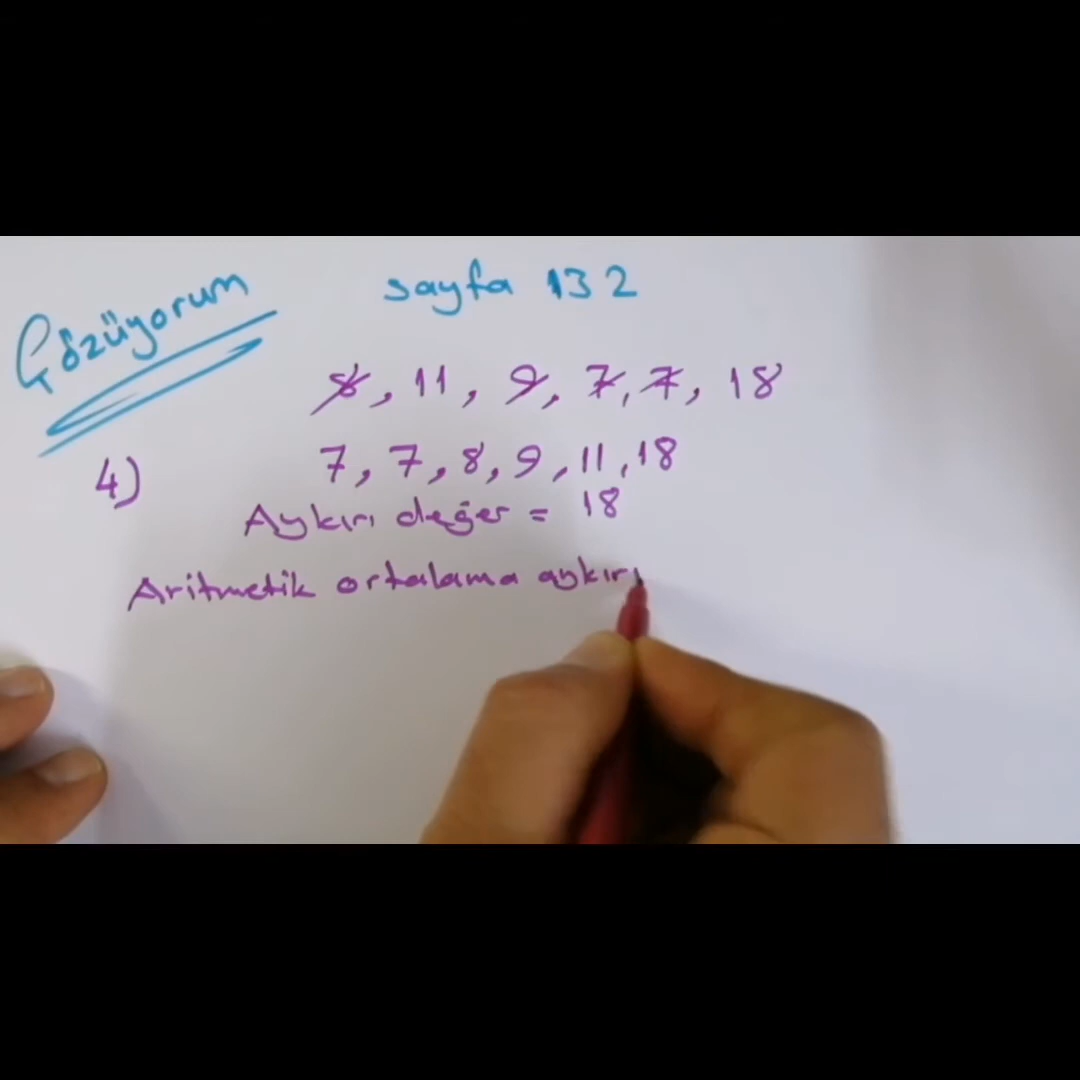 Çözüyorum sayfa 132
8, 11, 9, 7, 7, 18
4) 7, 7, 8, 9, 11, 18
Aykırı değer = 18
Aritmetik ortalama aykırı